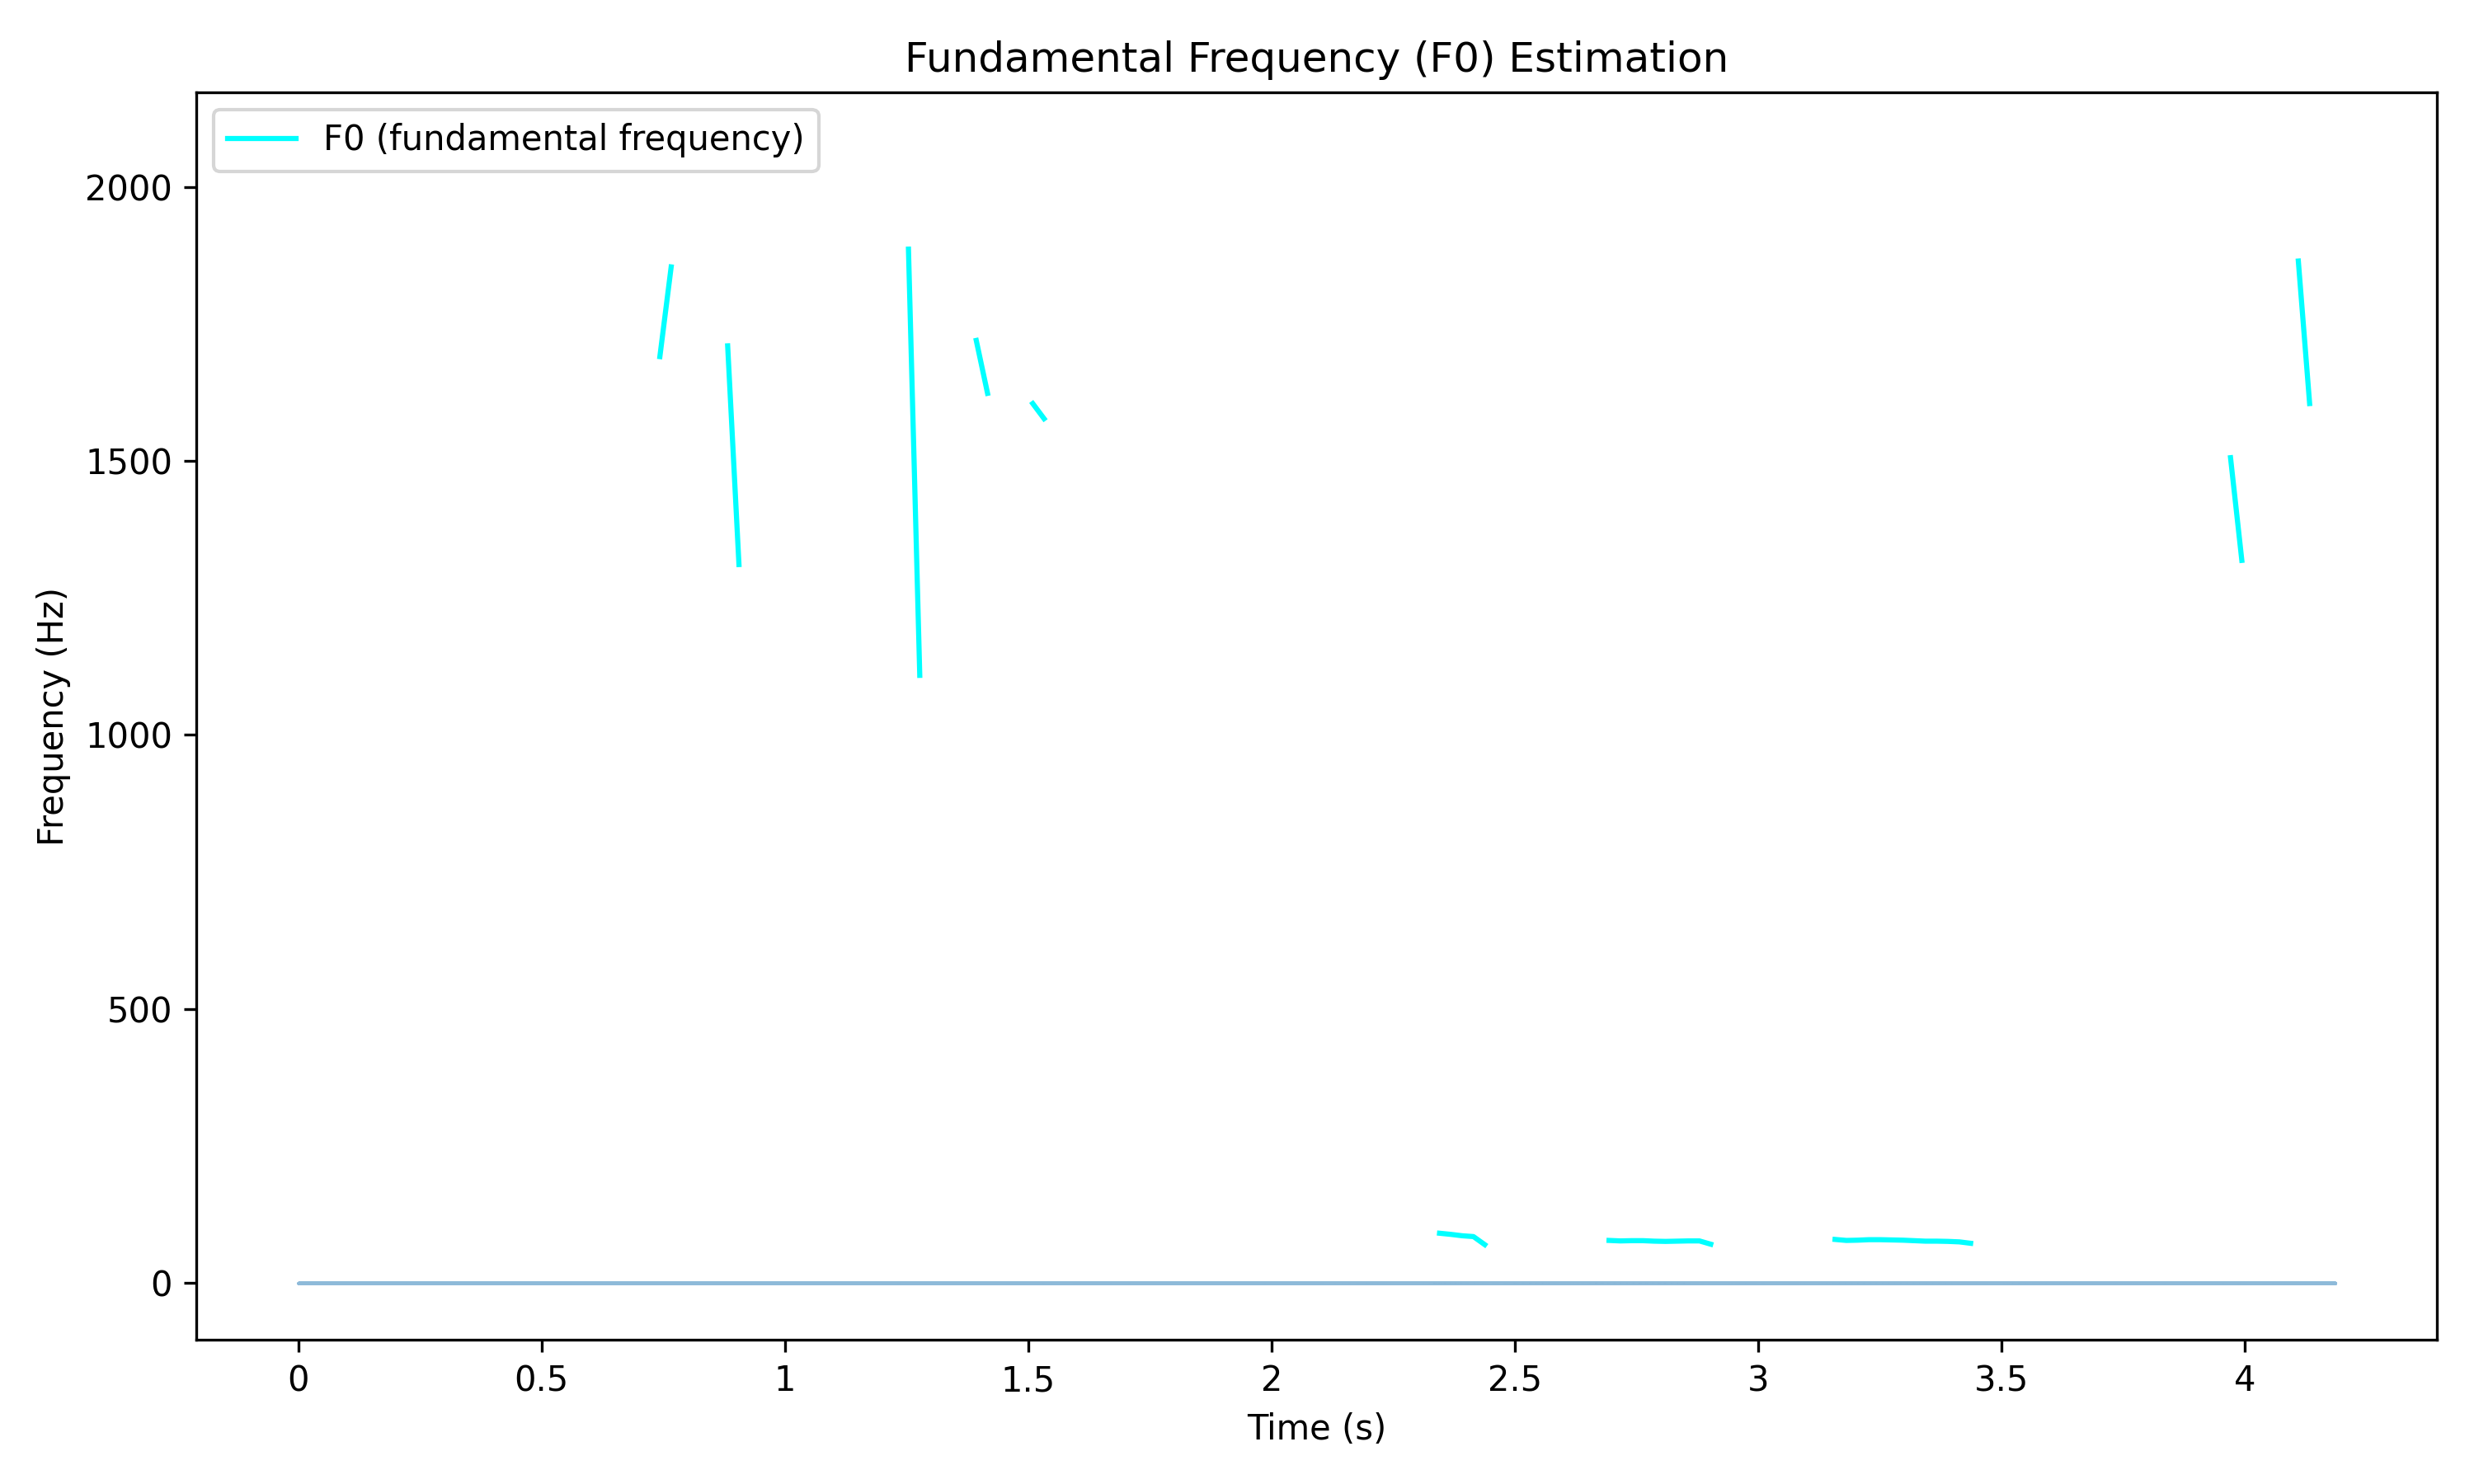 Fundamental Frequency (F0) Estimation
F0 (fundamental frequency)
2000
1500
1000
500
0
Frequency (Hz)
0 0.5 1 1.5 2 2.5 3 3.5 4
Time (s)